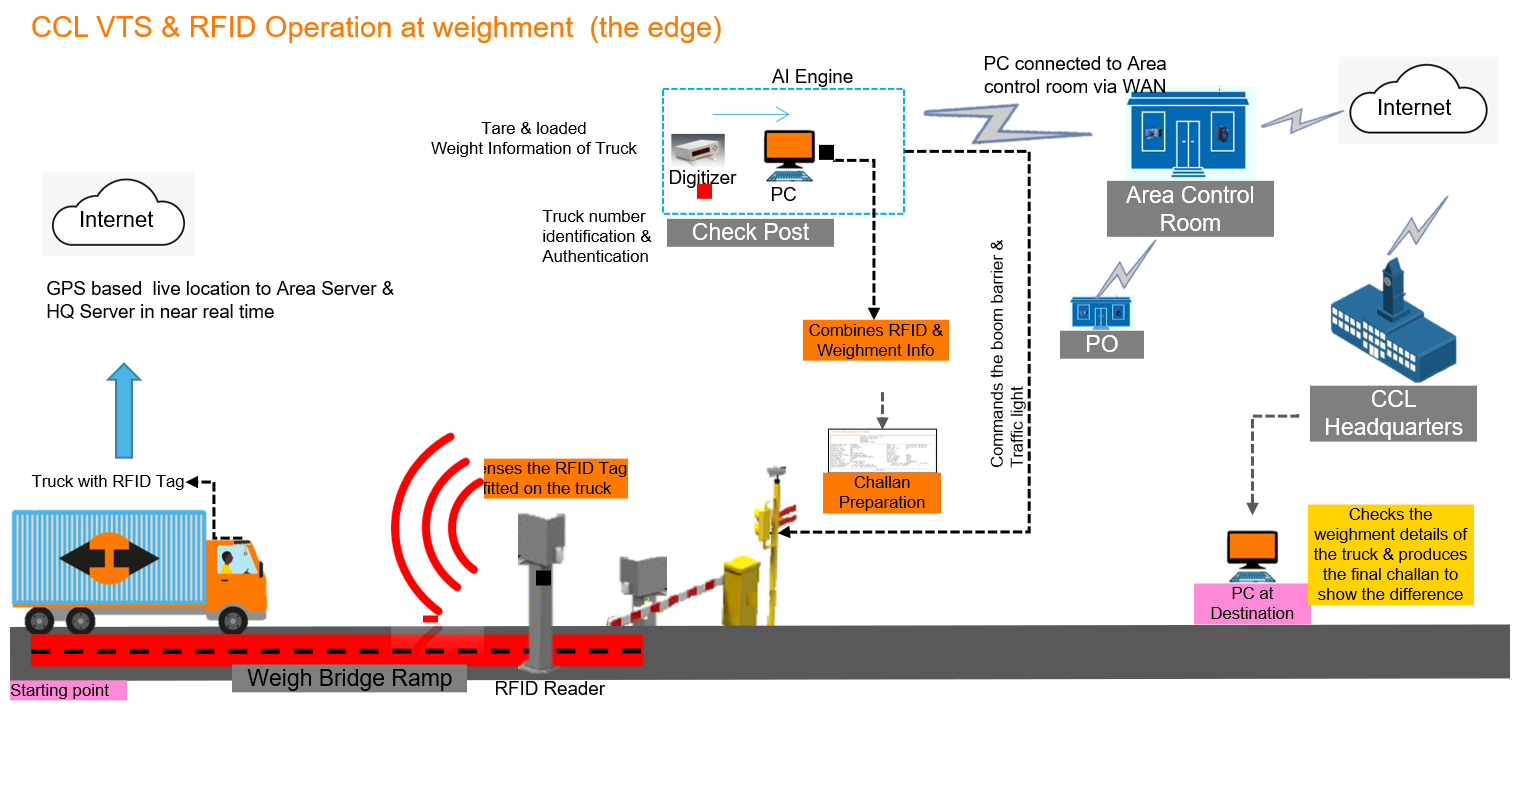 CCL VTS & RFID Operation at weighment (the edge)
AI Engine
PC connected to Area
control room via WAN
Internet
Tare & loaded
Weight Information of Truck
Digitizer
PC
Check Post
Truck number
identification &
Authentication
Area Control
Room
Internet
GPS based live location to Area Server &
HQ Server in near real time
Commands the boom barrier &
Traffic light
Combines RFID &
Weighment Info
PO
CCL
Headquarters
Truck with RFID Tag
enses the RFID Tag
fitted on the truck
Challan
Preparation
Checks the
weighment details of
the truck & produces
the final challan to
show the difference
PC at
Destination
Weigh Bridge Ramp
Starting point
RFID Reader